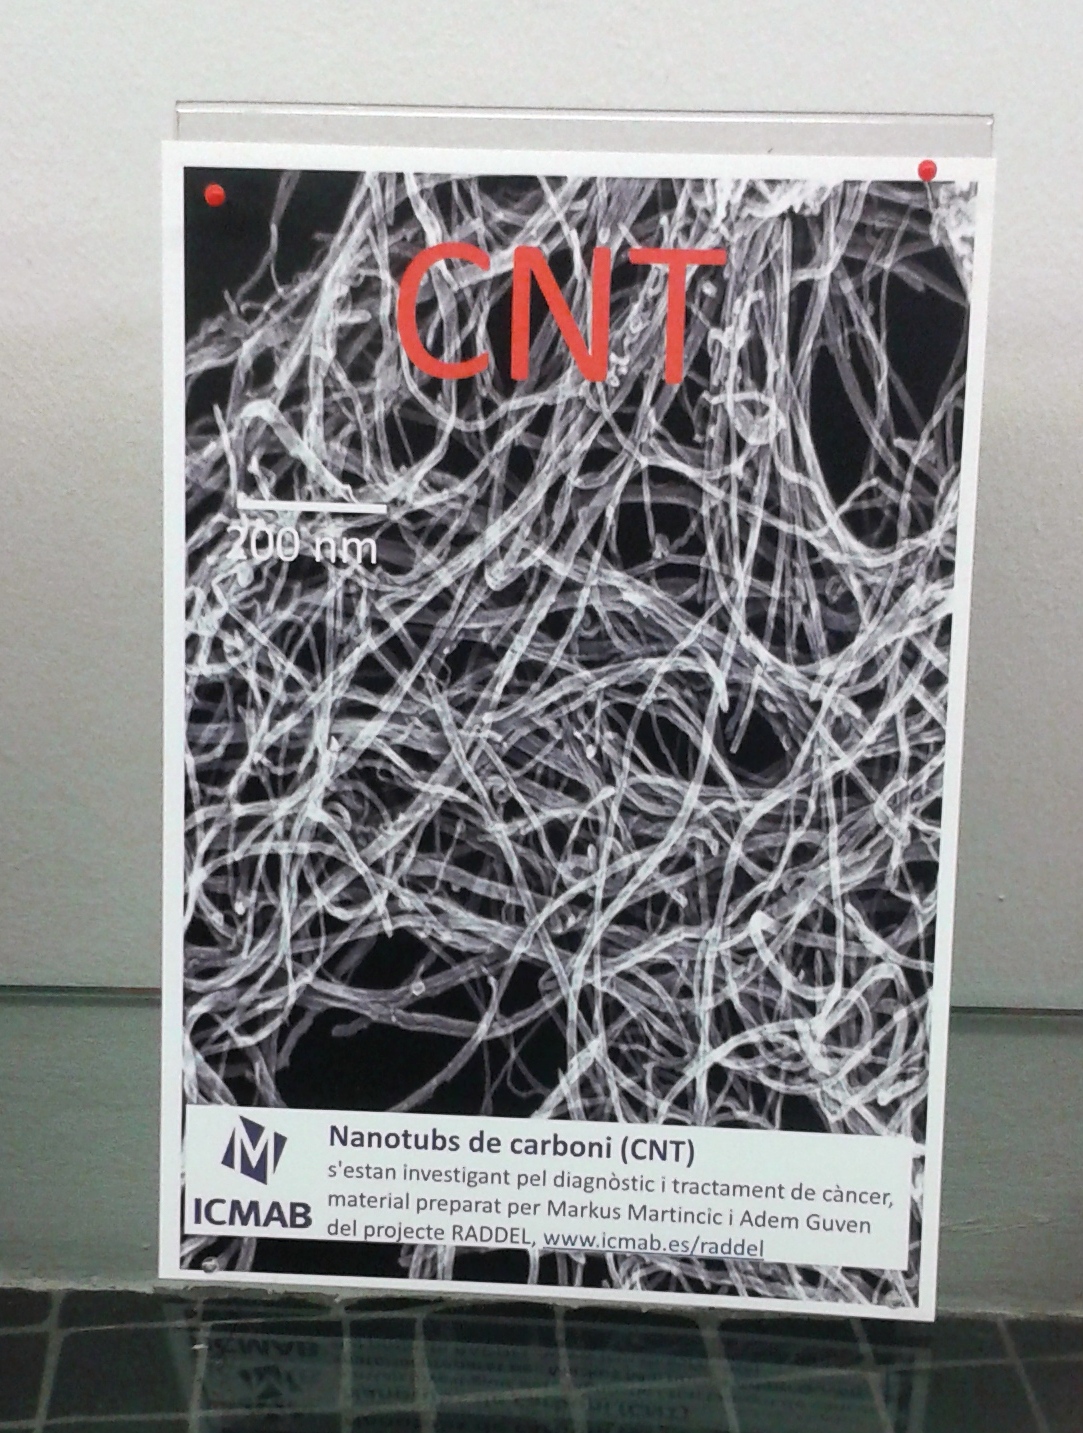 CNT
200 nm
Nanotubs de carboni (CNT)
s'estan investigant pel diagnòstic i tractament de càncer,
material preparat per Markus Martincic i Adem Guven
del projecte RADDEL, www.icmab.es/raddel
ICMAB